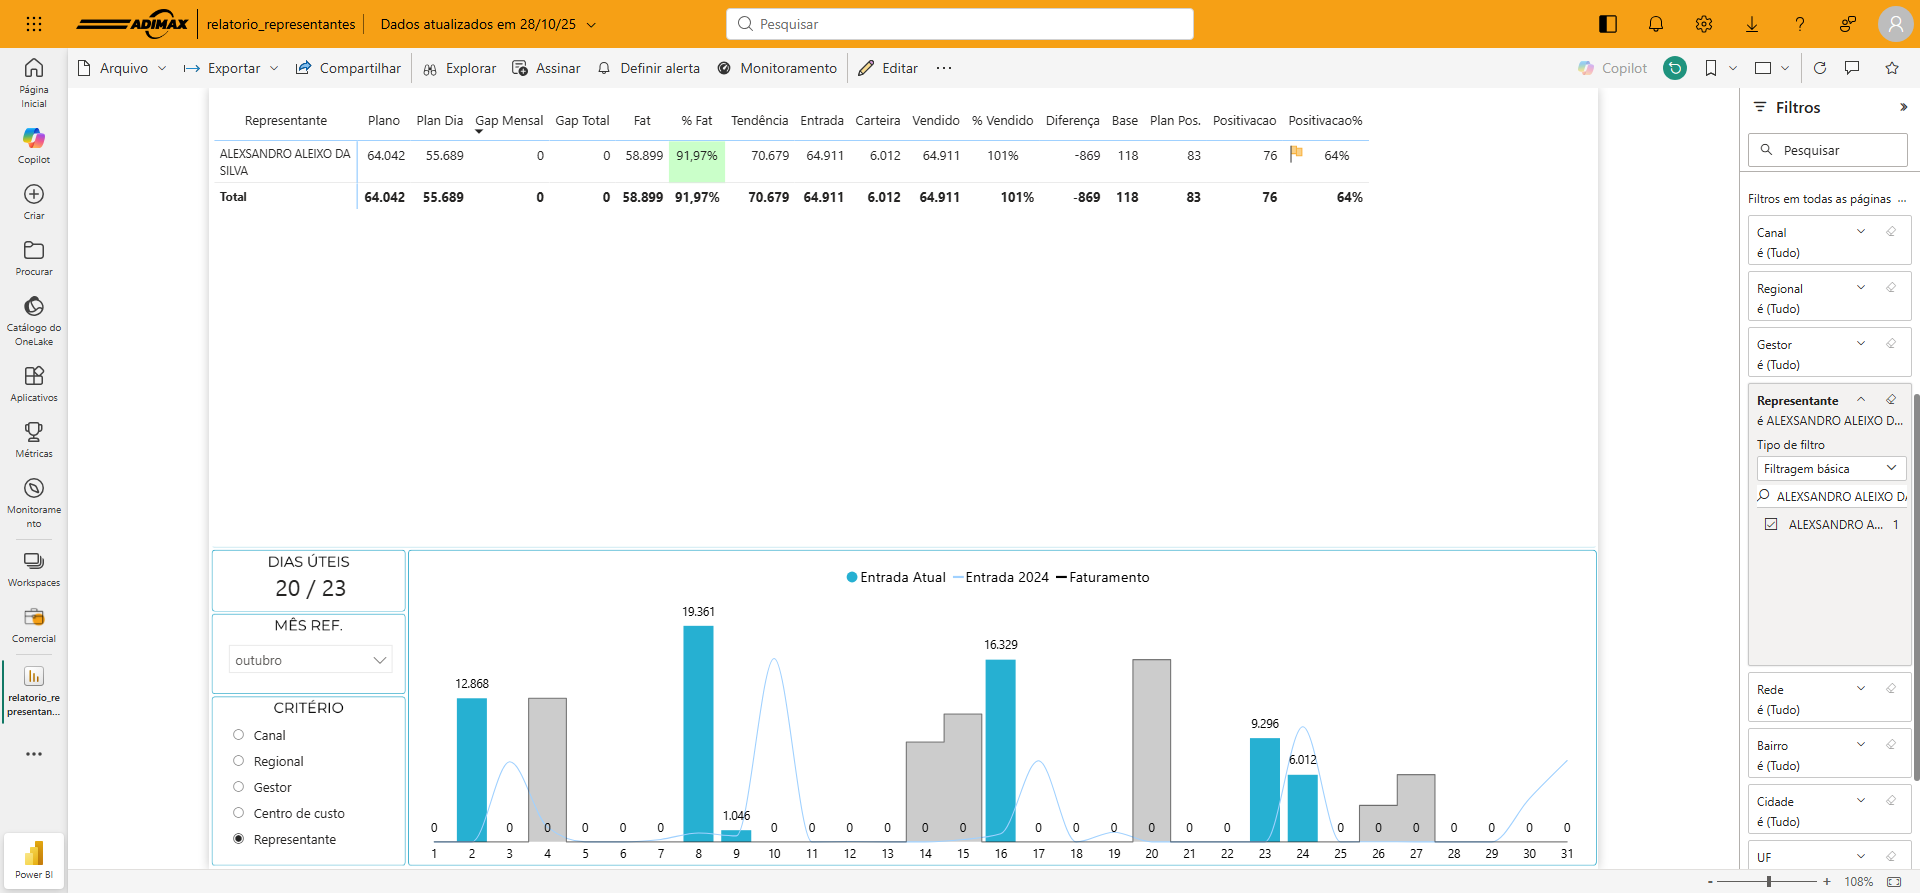 ADIMAX
relatorio_representantes
Dados atualizados em 28/10/25
Pesquisar
Arquivo
Exportar
Compartilhar
Explorar
Assinar
Definir alerta
Monitoramento
Editar
Copilot
Página
Inicial
Copilot
Criar
Procurar
Catálogo do
OneLake
Aplicativos
Métricas
Monitorame
nto
Workspaces
Comercial
relatorio_re
presentan...
Power BI
Representante Plano Plan Dia Gap Mensal Gap Total Fat % Fat Tendência Entrada Carteira Vendido % Vendido Diferença Base Plan Pos. Positivacao Positivacao%
ALEXSANDRO ALEIXO DA
SILVA
64.042 55.689 0 0 58.899 91,97% 70.679 64.911 6.012 64.911 101% -869 118 83 76 64%
Total 64.042 55.689 0 0 58.899 91,97% 70.679 64.911 6.012 64.911 101% -869 118 83 76 64%
DIAS ÚTEIS
20 / 23
MÊS REF.
outubro
CRITÉRIO
Canal
Regional
Gestor
Centro de custo
Representante
Entrada Atual Entrada 2024 Faturamento
19.361
16.329
12.868
9.296
6.012
1.046
0 0 0 0 0 0 0 0 0 0 0 0 0 0 0 0 0 0 0 0 0 0 0 0 0
1 2 3 4 5 6 7 8 9 10 11 12 13 14 15 16 17 18 19 20 21 22 23 24 25 26 27 28 29 30 31
Filtros
Pesquisar
Filtros em todas as páginas ...
Canal
é (Tudo)
Regional
é (Tudo)
Gestor
é (Tudo)
Representante
é ALEXSANDRO ALEIXO D...
Tipo de filtro
Filtragem básica
ALEXSANDRO ALEIXO DA
ALEXSANDRO A... 1
Rede
é (Tudo)
Bairro
é (Tudo)
Cidade
é (Tudo)
UF
- + 108%